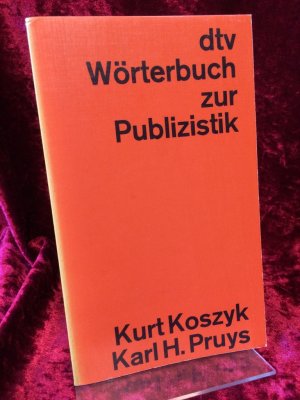 dtv
Wörterbuch
zur
Publizistik
Kurt Koszyk
Karl H. Pruys